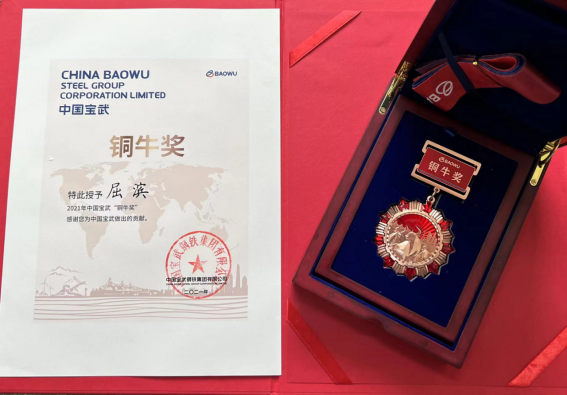 CHINA BAOWU
STEEL GROUP
CORPORATION LIMITED
中国宝武
BAOWU
铜牛奖
特此授予 屈滨
2021年中国宝武“铜牛奖”
感谢您为中国宝武做出的贡献。
中国宝武钢铁集团有限公司
二〇二一年
BAOWU
铜牛奖